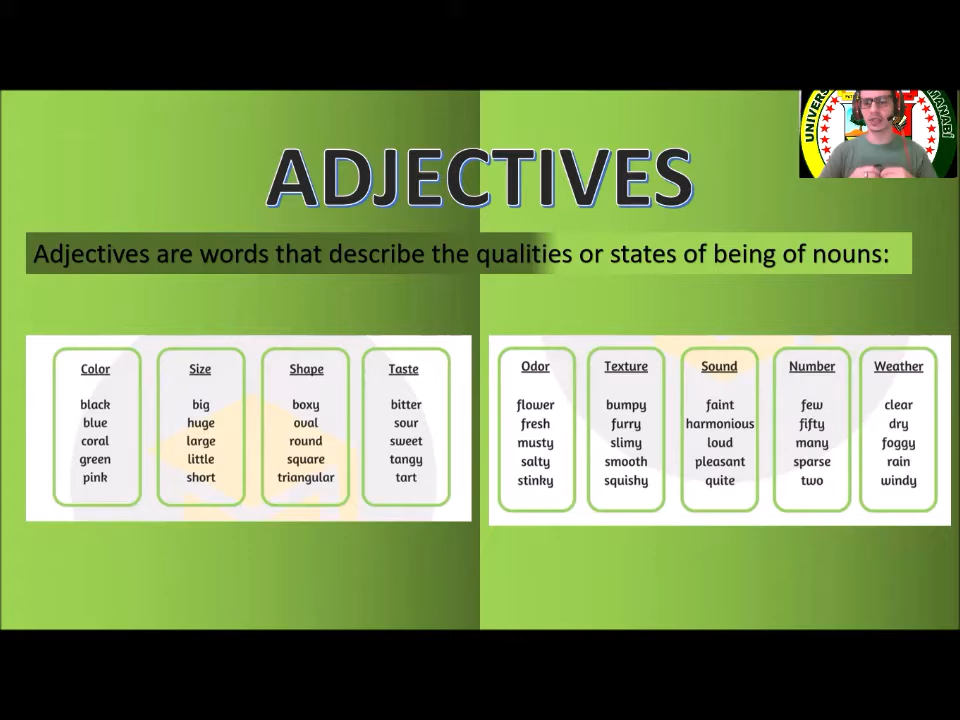 ADJECTIVES
Adjectives are words that describe the qualities or states of being of nouns:
Color
black
blue
coral
green
pink
Size
big
huge
large
little
short
Shape
boxy
oval
round
square
triangular
Taste
bitter
sour
sweet
tangy
tart
Odor
flower
fresh
musty
salty
stinky
Texture
bumpy
furry
slimy
smooth
squishy
Sound
faint
harmonious
loud
pleasant
quite
Number
few
fifty
many
sparse
two
Weather
clear
dry
foggy
rain
windy